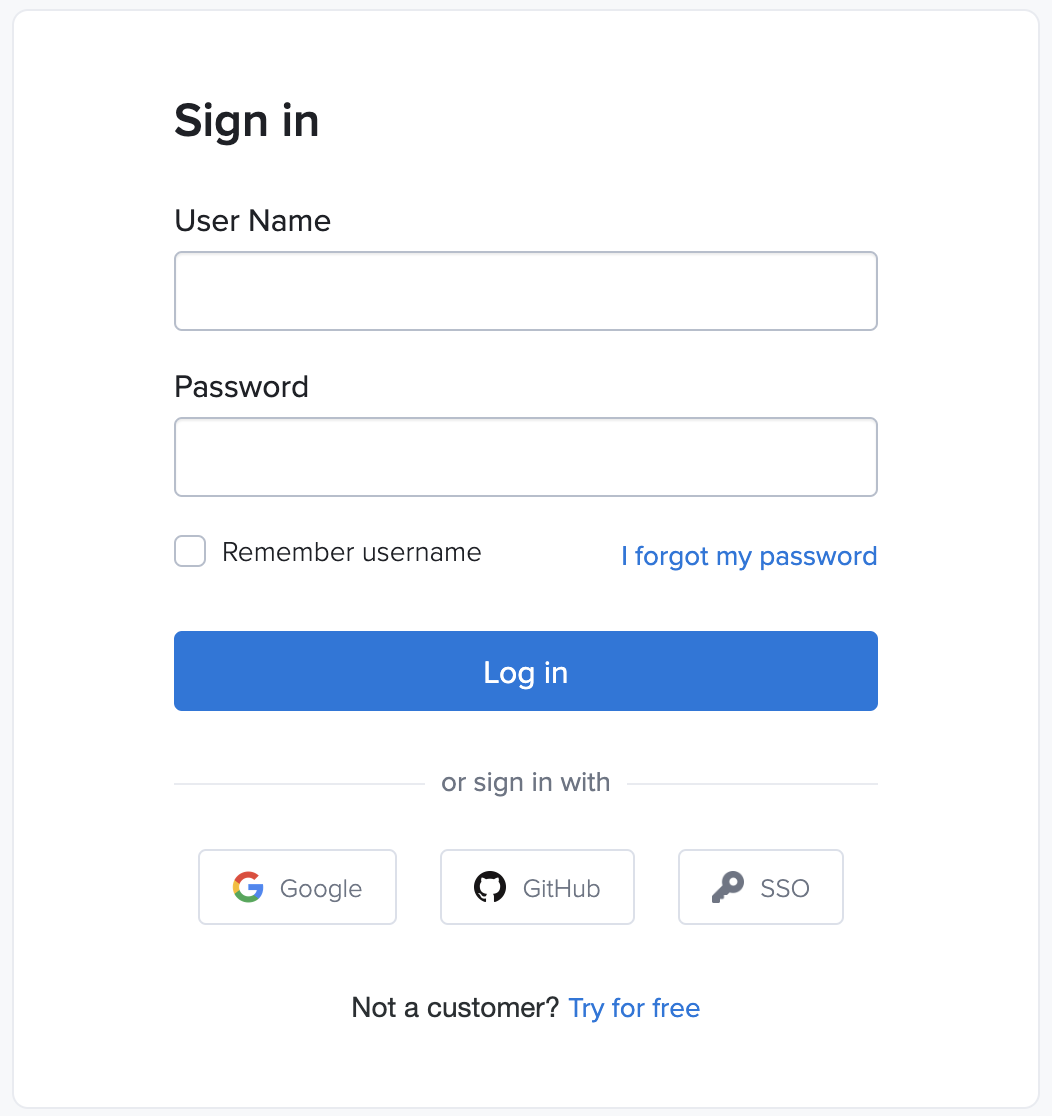 Sign in
User Name
Password
Remember username
I forgot my password
Log in
or sign in with
Google
GitHub
SSO
Not a customer? Try for free